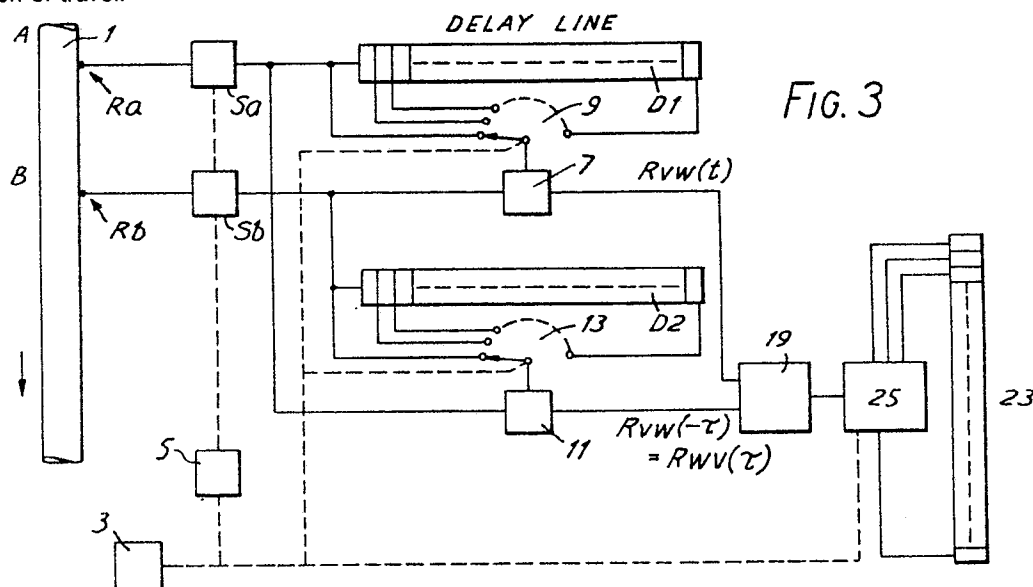 DELAY LINE
A
1
Ra
Sa
D1
9
FIG. 3
B
Rb
Sb
7
Rvw(t)
D2
13
19
25
23
11
Rvw(-τ)
= Rwv(τ)
5
3